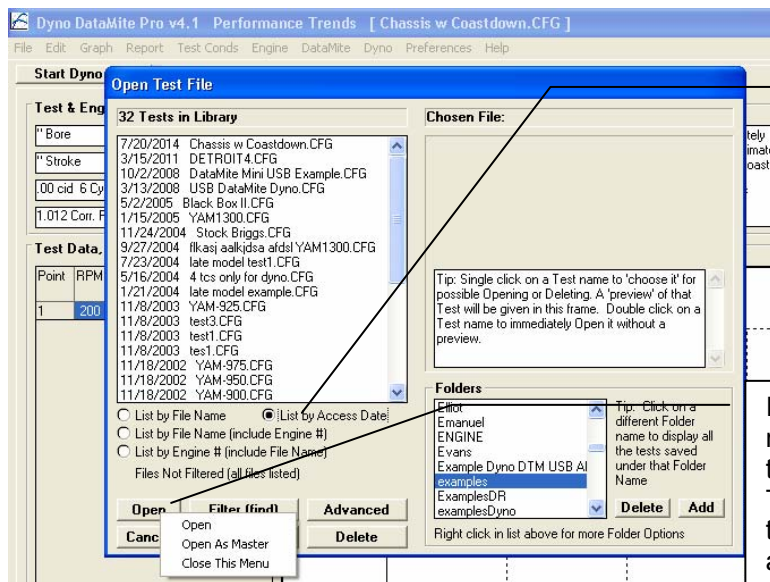 Dyno DataMite Pro v4.1 Performance Trends [ Chassis w Coastdown.CFG ]
File Edit Graph Report Test Conds Engine DataMite Dyno Preferences Help
Start Dyno
Open Test File
Test & Eng
" Bore
" Stroke
.00 cid 6 Cy
1.012 Corr. F
Test Data,
Point RPM
1 200
32 Tests in Library
7/20/2014 Chassis w Coastdown.CFG
3/15/2011 DETROIT4.CFG
10/2/2008 DataMite Mini USB Example.CFG
3/13/2008 USB DataMite Dyno.CFG
5/2/2005 Black Box II.CFG
1/15/2005 YAM1300.CFG
11/24/2004 Stock Briggs.CFG
9/27/2004 flkasj aalkjdsa afdsl YAM1300.CFG
7/23/2004 late model test1.CFG
5/16/2004 4 tcs only for dyno.CFG
1/21/2004 late model example.CFG
11/8/2003 YAM-925.CFG
11/8/2003 test3.CFG
11/8/2003 test1.CFG
11/8/2003 tes1.CFG
11/18/2002 YAM-975.CFG
11/18/2002 YAM-950.CFG
11/18/2002 YAM-900.CFG
List by File Name List by Access Date
List by File Name (include Engine #)
List by Engine # (include File Name)
Files Not Filtered (all files listed)
Open Filter (find) Advanced
Canc Delete
Open
Open As Master
Close This Menu
Chosen File:
Tip: Single click on a Test name to 'choose it' for
possible Opening or Deleting. A 'preview' of that
Test will be given in this frame. Double click on a
Test name to immediately Open it without a
preview.
Folders
Elliot
Emanuel
ENGINE
Evans
Example Dyno DTM USB Al
examples
ExamplesDR
examplesDyno
Tip: Click on a
different Folder
name to display all
the tests saved
under that Folder
Name
Delete Add
Right click in list above for more Folder Options
tely
imate
oast